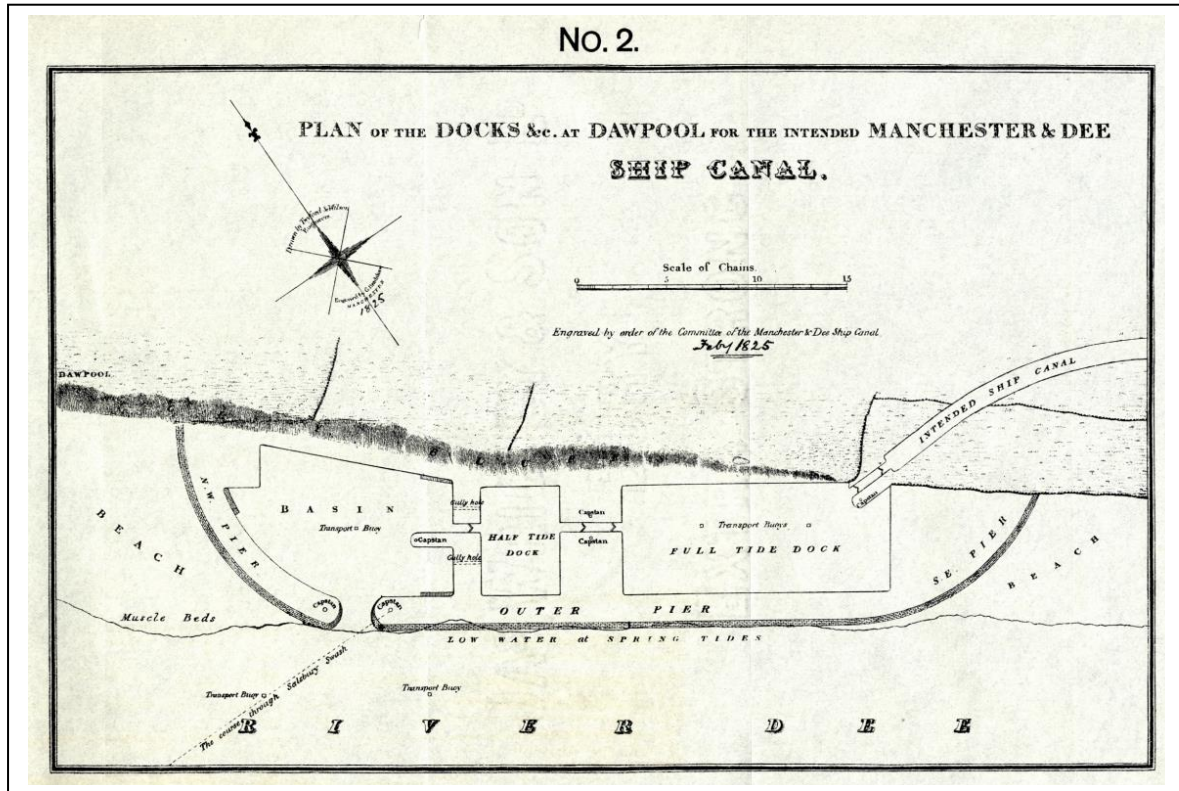 No. 2.
PLAN OF THE DOCKS &c. AT DAWPOOL FOR THE INTENDED MANCHESTER & DEE
SHIP CANAL.
Engraved by
MANCHESTER
1825
Scale of Chains.
0 5 10 15
Engraved by order of the Committee of the Manchester & Dee Ship Canal
Feby 1825
DAWPOOL
INTENDED SHIP CANAL
Capstan
N.W. PIER
BASIN
Transport Buoy
Capstan
Gully hole
HALF TIDE
DOCK
Gully hole
Capstan
Capstan
Transport Buoys
FULL TIDE DOCK
S.E. PIER
BEACH
BEACH
Capstan
Capstan
OUTER PIER
Muscle Beds
LOW WATER at SPRING TIDES
The course through Salisbury Swash
Transport Buoy
Transport Buoy
RIVER DEE